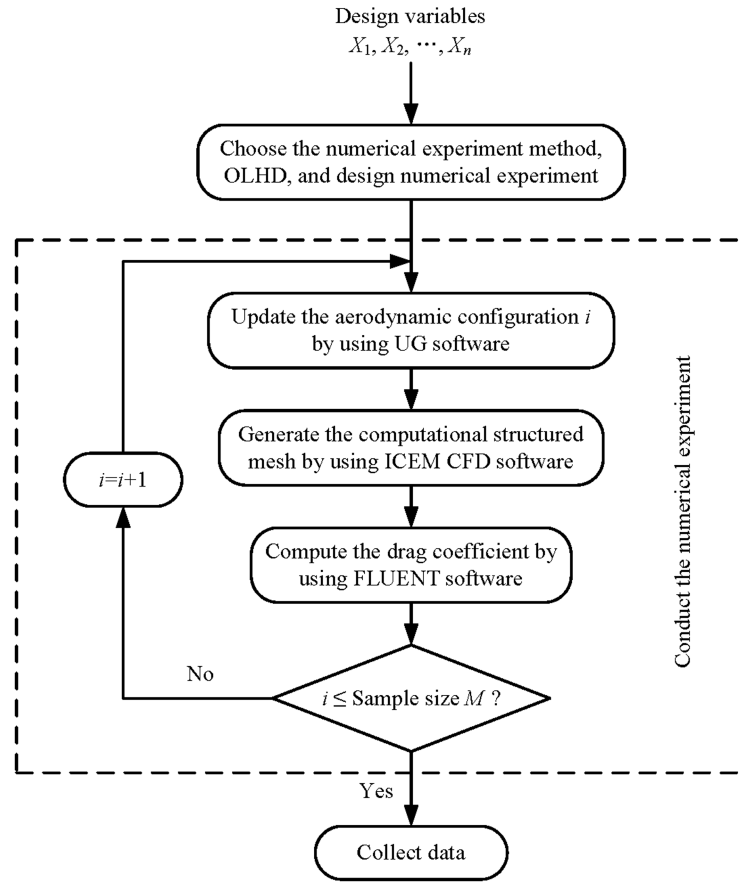 Design variables
X1, X2, ···, Xn
Choose the numerical experiment method,
OLHD, and design numerical experiment
Update the aerodynamic configuration i
by using UG software
Generate the computational structured
mesh by using ICEM CFD software
i=i+1
Compute the drag coefficient by
using FLUENT software
Conduct the numerical experiment
No
i ≤ Sample size M ?
Yes
Collect data